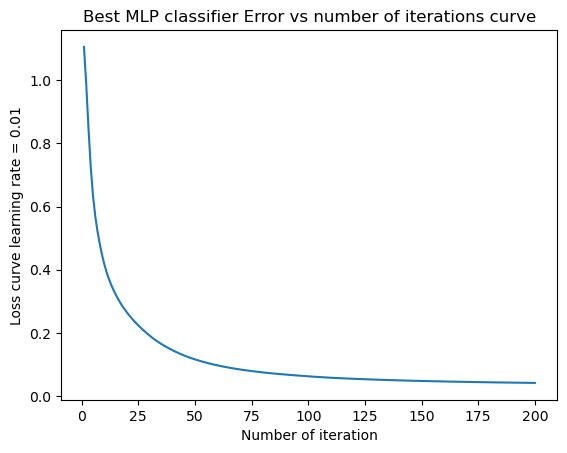 Best MLP classifier Error vs number of iterations curve
Loss curve learning rate = 0.01
1.0
0.8
0.6
0.4
0.2
0.0
0 25 50 75 100 125 150 175 200
Number of iteration